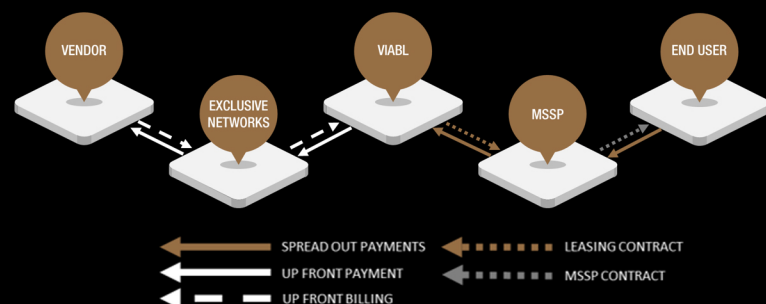 VENDOR
EXCLUSIVE
NETWORKS
VIABL
MSSP
END USER
SPREAD OUT PAYMENTS
UP FRONT PAYMENT
UP FRONT BILLING
LEASING CONTRACT
MSSP CONTRACT